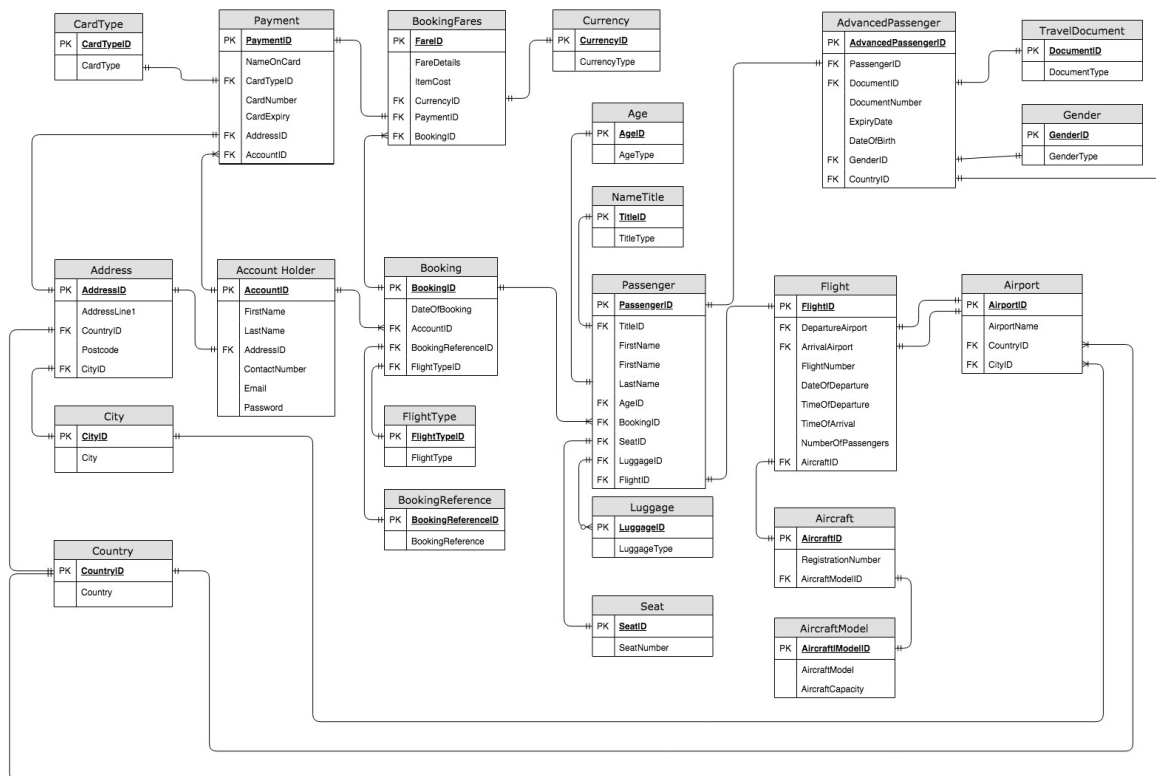 CardType
PK CardTypeID
CardType
Payment
PK PaymentID
NameOnCard
FK CardTypeID
CardNumber
CardExpiry
FK AddressID
FK AccountID
BookingFares
PK FareID
FareDetails
ItemCost
FK CurrencyID
FK PaymentID
FK BookingID
Currency
PK CurrencyID
CurrencyType
Age
PK AgeID
AgeType
NameTitle
PK TitleID
TitleType
AdvancedPassenger
PK AdvancedPassengerID
FK PassengerID
FK DocumentID
DocumentNumber
ExpiryDate
DateOfBirth
FK GenderID
FK CountryID
TravelDocument
PK DocumentID
DocumentType
Gender
PK GenderID
GenderType
Address
PK AddressID
AddressLine1
FK CountryID
Postcode
FK CityID
Account Holder
PK AccountID
FirstName
LastName
FK AddressID
ContactNumber
Email
Password
Booking
PK BookingID
DateOfBooking
FK AccountID
FK BookingReferenceID
FK FlightTypeID
Passenger
PK PassengerID
FK TitleID
FirstName
FirstName
LastName
FK AgeID
FK BookingID
FK SeatID
FK LuggageID
FK FlightID
Flight
PK FlightID
FK DepartureAirport
FK ArrivalAirport
FlightNumber
DateOfDeparture
TimeOfDeparture
TimeOfArrival
NumberOfPassengers
FK AircraftID
Airport
PK AirportID
AirportName
FK CountryID
FK CityID
City
PK CityID
City
FlightType
PK FlightTypeID
FlightType
BookingReference
PK BookingReferenceID
BookingReference
Luggage
PK LuggageID
LuggageType
Aircraft
PK AircraftID
RegistrationNumber
FK AircraftModelID
Country
PK CountryID
Country
Seat
PK SeatID
SeatNumber
AircraftModel
PK AircraftlModelID
AircraftModel
AircraftCapacity